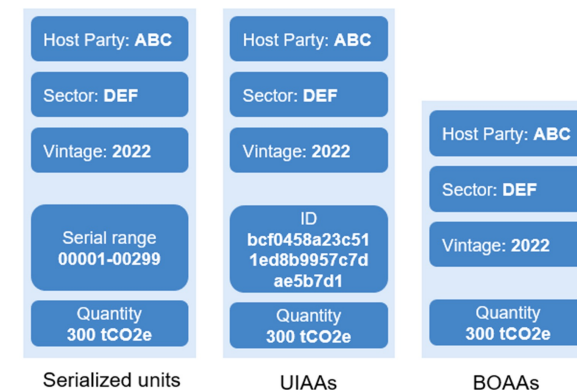 Host Party: ABC
Sector: DEF
Vintage: 2022
Serial range
00001-00299
Quantity
300 tCO2e
Serialized units
Host Party: ABC
Sector: DEF
Vintage: 2022
ID
bcf0458a23c51
1ed8b9957c7d
ae5b7d1
Quantity
300 tCO2e
UIAAs
Host Party: ABC
Sector: DEF
Vintage: 2022
Quantity
300 tCO2e
BOAAs